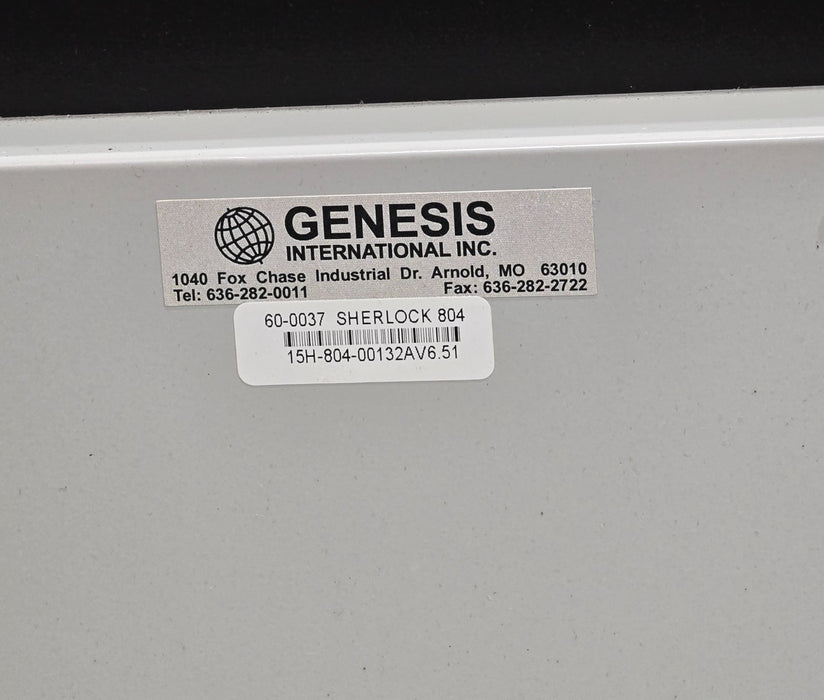 GENESIS
INTERNATIONAL INC.
1040 Fox Chase Industrial Dr. Arnold, MO 63010
Tel: 636-282-0011 Fax: 636-282-2722
60-0037 SHERLOCK 804
15H-804-00132AV6.51